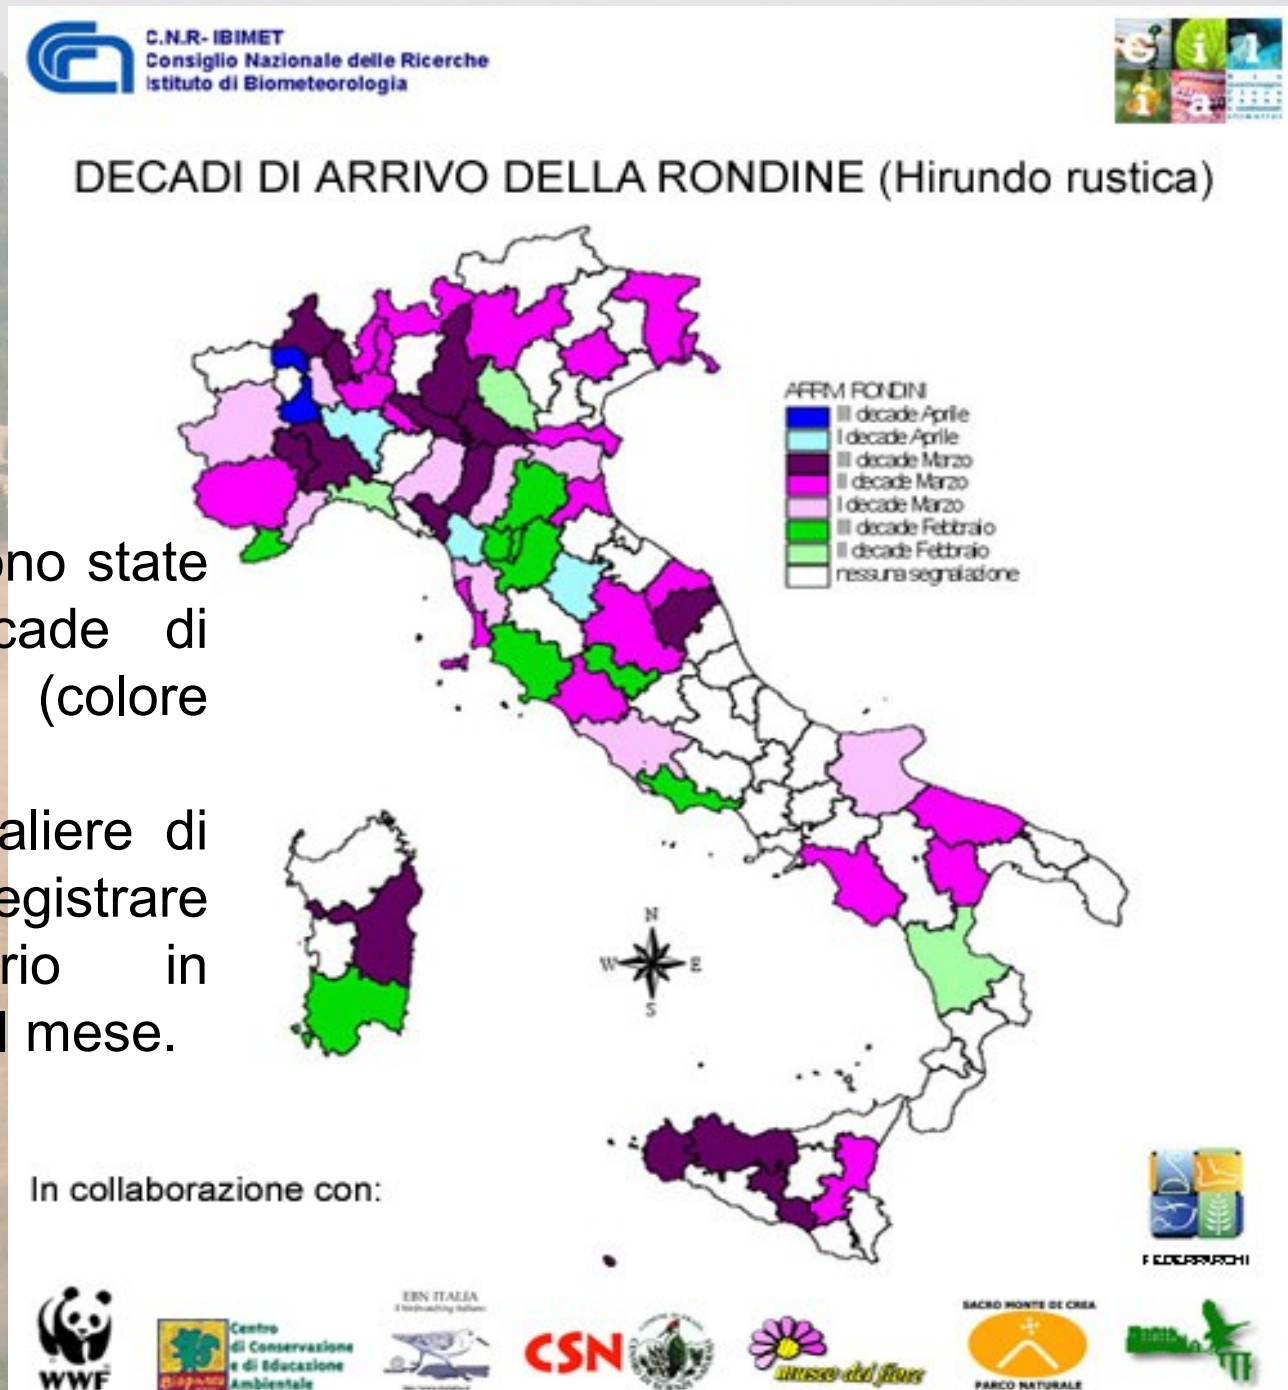 C.N.R- IBIMET
Consiglio Nazionale delle Ricerche
Istituto di Biometeorologia
DECADI DI ARRIVO DELLA RONDINE (Hirundo rustica)
ARRIVI RONDINI
III decade Aprile
I decade Aprile
III decade Marzo
II decade Marzo
I decade Marzo
III decade Febbraio
II decade Febbraio
nessuna segnalazione
ono state
cade di
(colore
aliere di
egistrare
rio in
l mese.
N
W
E
S
In collaborazione con:
FEDERPARCHI
WWF
Centro
di Conservazione
e di Educazione
Ambientale
EBN ITALIA
CSN
museo del fiore
SACRO MONTE DI CREA
PARCO NATURALE